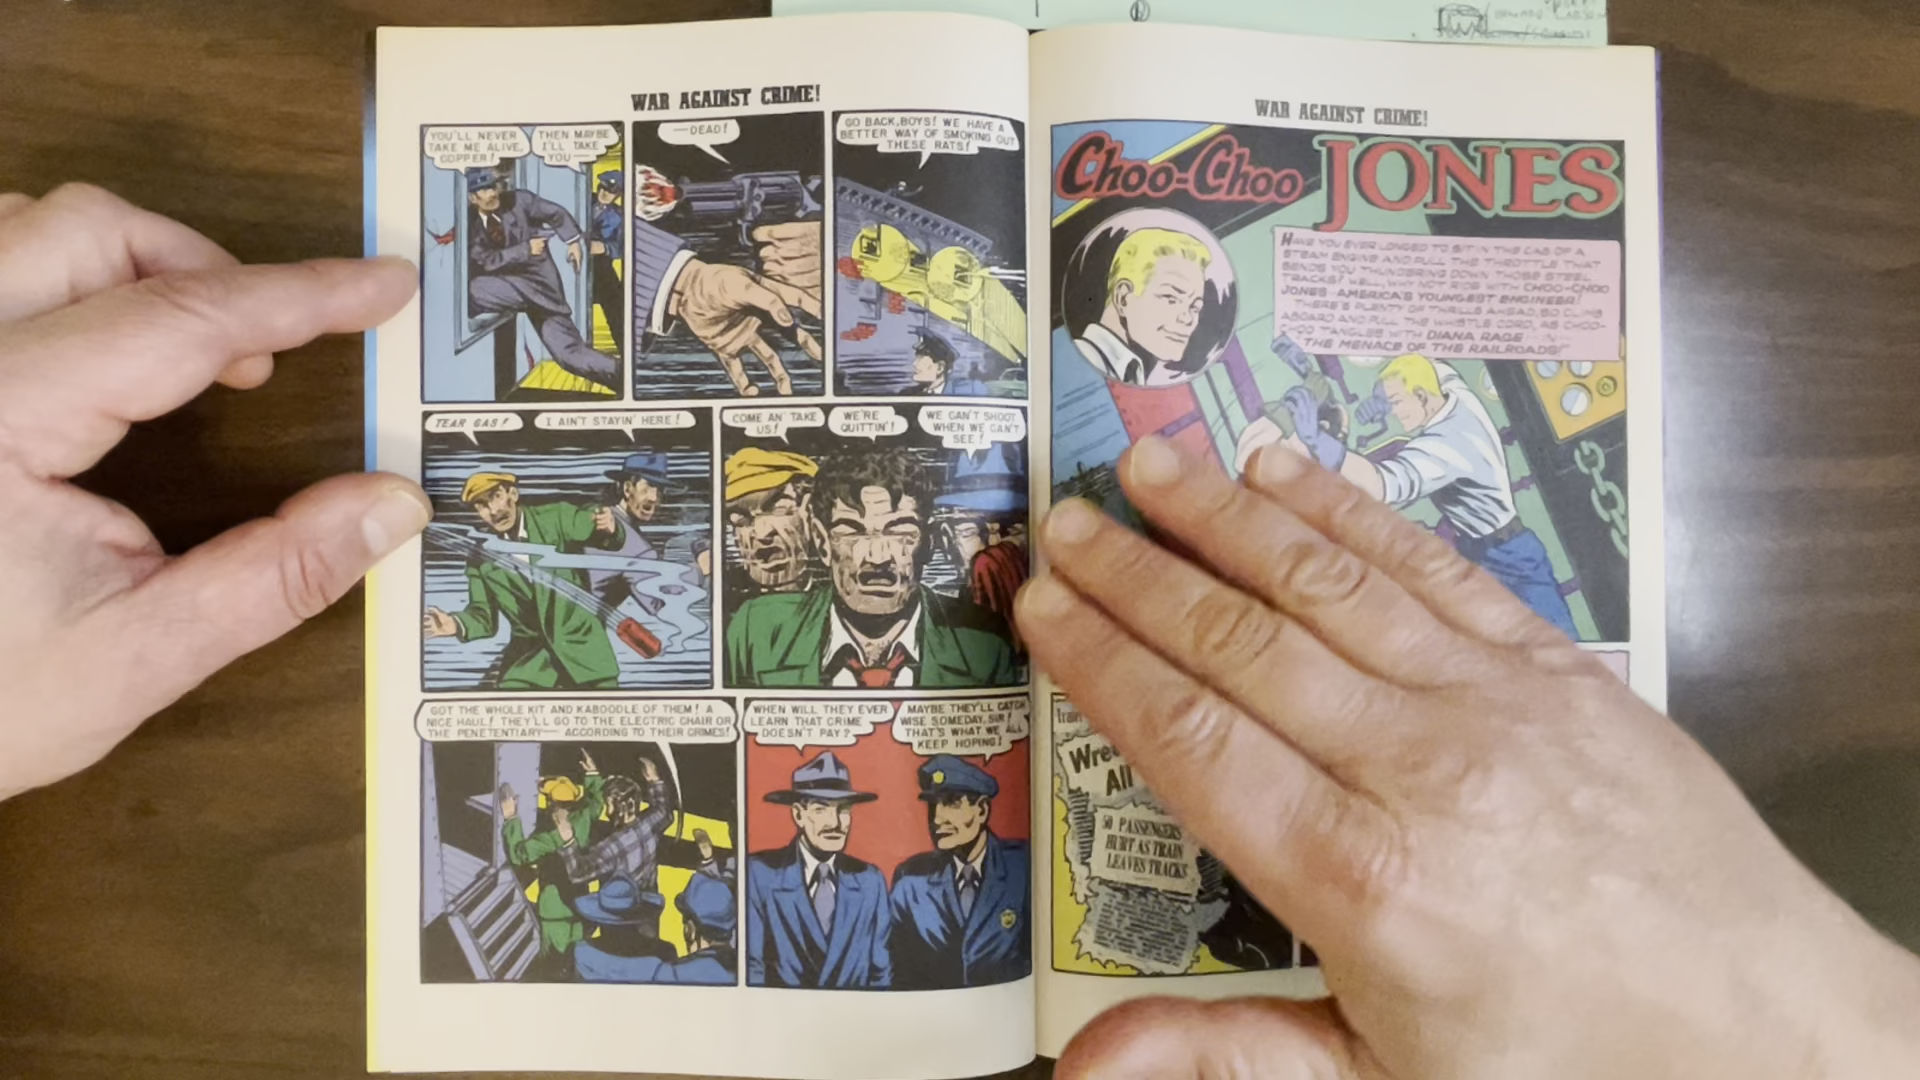 WAR AGAINST CRIME!
YOU'LL NEVER
TAKE ME ALIVE,
COPPER!
THEN MAYBE
I'LL TAKE
YOU—
—DEAD!
GO BACK, BOYS! WE HAVE A
BETTER WAY OF SMOKING OUT
THESE RATS!
TEAR GAS!
I AIN'T STAYIN' HERE!
COME AN' TAKE
US!
WE'RE
QUITTIN'!
WE CAN'T SHOOT
WHEN WE CAN'T
SEE!
GOT THE WHOLE KIT AND KABOODLE OF THEM! A
NICE HAUL! THEY'LL GO TO THE ELECTRIC CHAIR OR
THE PENETENTIARY— ACCORDING TO THEIR CRIMES!
WHEN WILL THEY EVER
LEARN THAT CRIME
DOESN'T PAY?
MAYBE THEY'LL CATCH
WISE SOMEDAY, SIR!
THAT'S WHAT WE ALL
KEEP HOPING!
WAR AGAINST CRIME!
Choo-Choo JONES
HAVE YOU EVER LONGED TO SIT IN THE CAB OF A
STEAM ENGINE AND PULL THE THROTTLE THAT
SENDS YOU THUNDERING DOWN THOSE STEEL
TRACKS? WELL, WHY NOT RIDE WITH CHOO-CHOO
JONES—AMERICA'S YOUNGEST ENGINEER!
THERE'S PLENTY OF THRILLS AHEAD, SO CLIMB
ABOARD AND PULL THE WHISTLE CORD, AS CHOO-
CHOO TANGLES WITH DIANA RAGE —IN—
"THE MENACE OF THE RAILROADS!"
Train
All
50 PASSENGERS
HURT AS TRAIN
LEAVES TRACKS